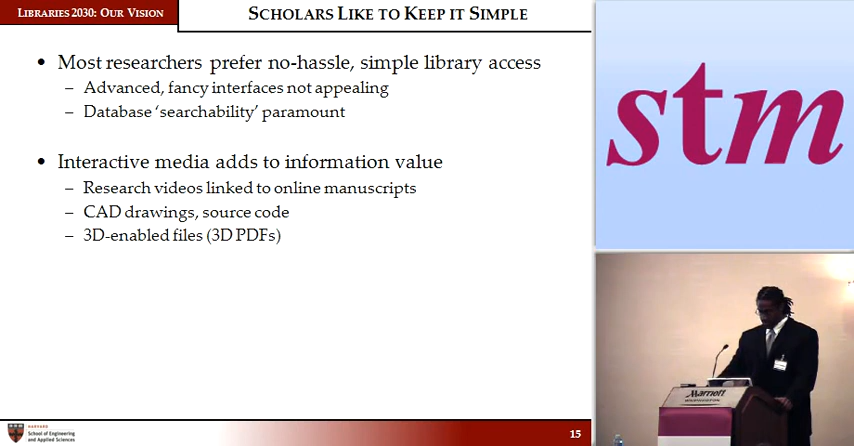 LIBRARIES 2030: OUR VISION
SCHOLARS LIKE TO KEEP IT SIMPLE
• Most researchers prefer no-hassle, simple library access
– Advanced, fancy interfaces not appealing
– Database ‘searchability’ paramount
• Interactive media adds to information value
– Research videos linked to online manuscripts
– CAD drawings, source code
– 3D-enabled files (3D PDFs)
HARVARD
School of Engineering
and Applied Sciences
15
stm
Marriott